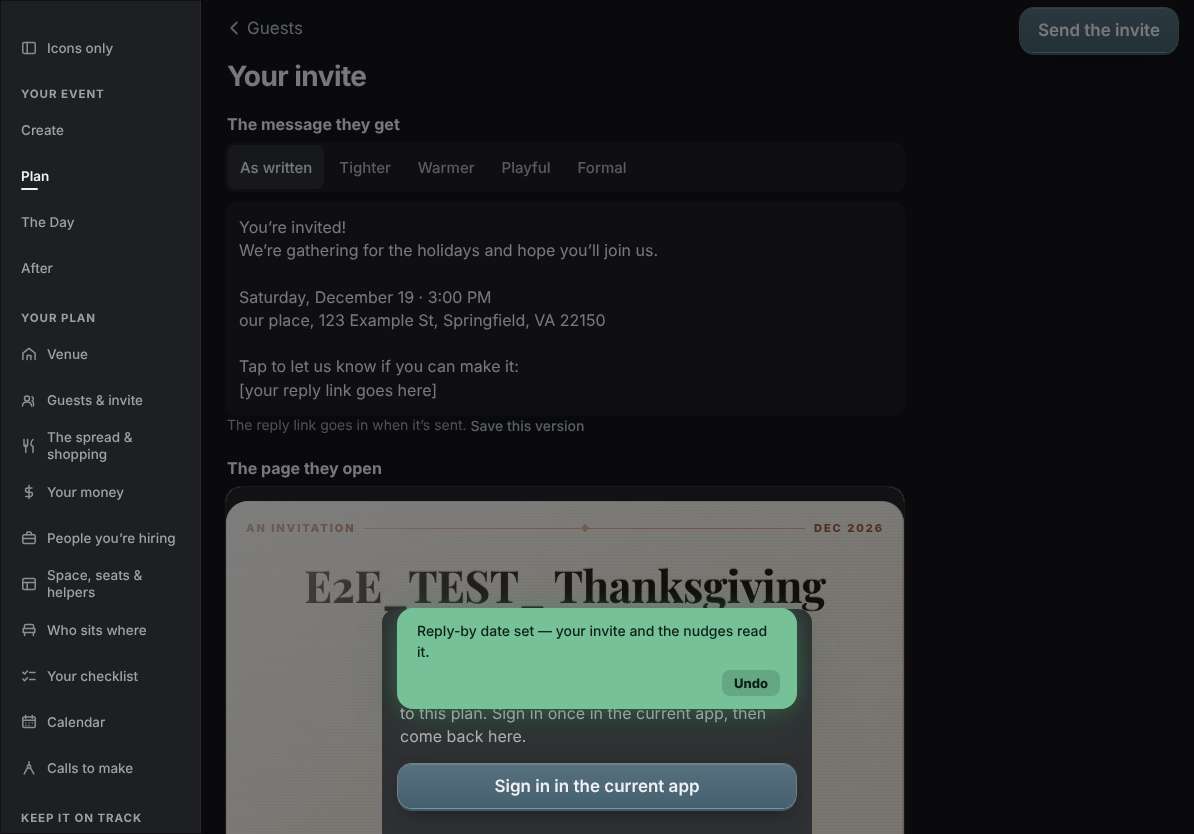 Icons only
YOUR EVENT
Create
Plan
The Day
After
YOUR PLAN
Venue
Guests & invite
The spread &
shopping
Your money
People you’re hiring
Space, seats &
helpers
Who sits where
Your checklist
Calendar
Calls to make
KEEP IT ON TRACK
Guests
Send the invite
Your invite
The message they get
As written Tighter Warmer Playful Formal
You’re invited!
We’re gathering for the holidays and hope you’ll join us.
Saturday, December 19 · 3:00 PM
our place, 123 Example St, Springfield, VA 22150
Tap to let us know if you can make it:
[your reply link goes here]
The reply link goes in when it’s sent. Save this version
The page they open
AN INVITATION DEC 2026
E2E_TEST_ Thanksgiving
Reply-by date set — your invite and the nudges read
it.
Undo
to this plan. Sign in once in the current app, then
come back here.
Sign in in the current app